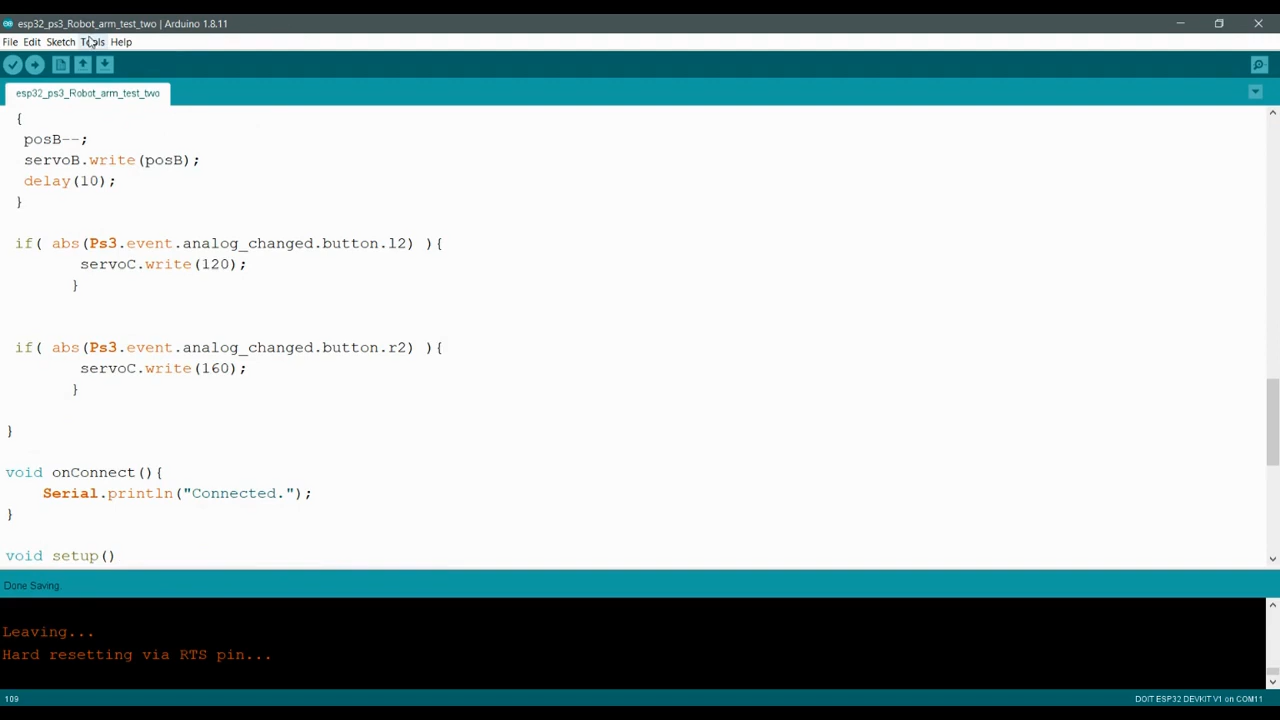 esp32_ps3_Robot_arm_test_two | Arduino 1.8.11
File Edit Sketch Tools Help
esp32_ps3_Robot_arm_test_two
{
posB--;
servoB.write(posB);
delay(10);
}
if( abs(Ps3.event.analog_changed.button.l2) ){
servoC.write(120);
}
if( abs(Ps3.event.analog_changed.button.r2) ){
servoC.write(160);
}
}
void onConnect(){
Serial.println("Connected.");
}
void setup()
Done Saving.
Leaving...
Hard resetting via RTS pin...
109
DOIT ESP32 DEVKIT V1 on COM11